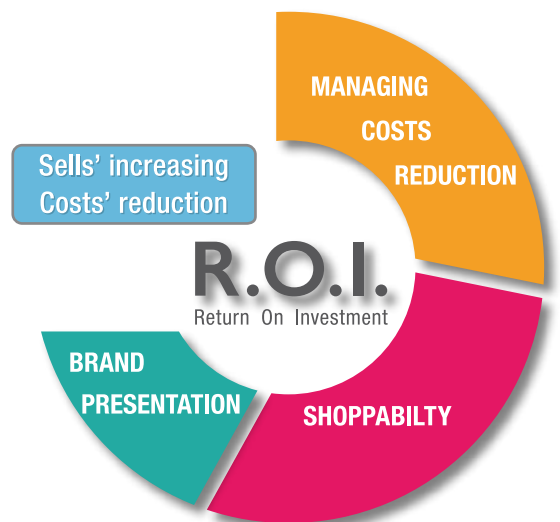 MANAGING
COSTS
REDUCTION
Sells' increasing
Costs' reduction
R.O.I.
Return On Investment
BRAND
PRESENTATION
SHOPPABILTY